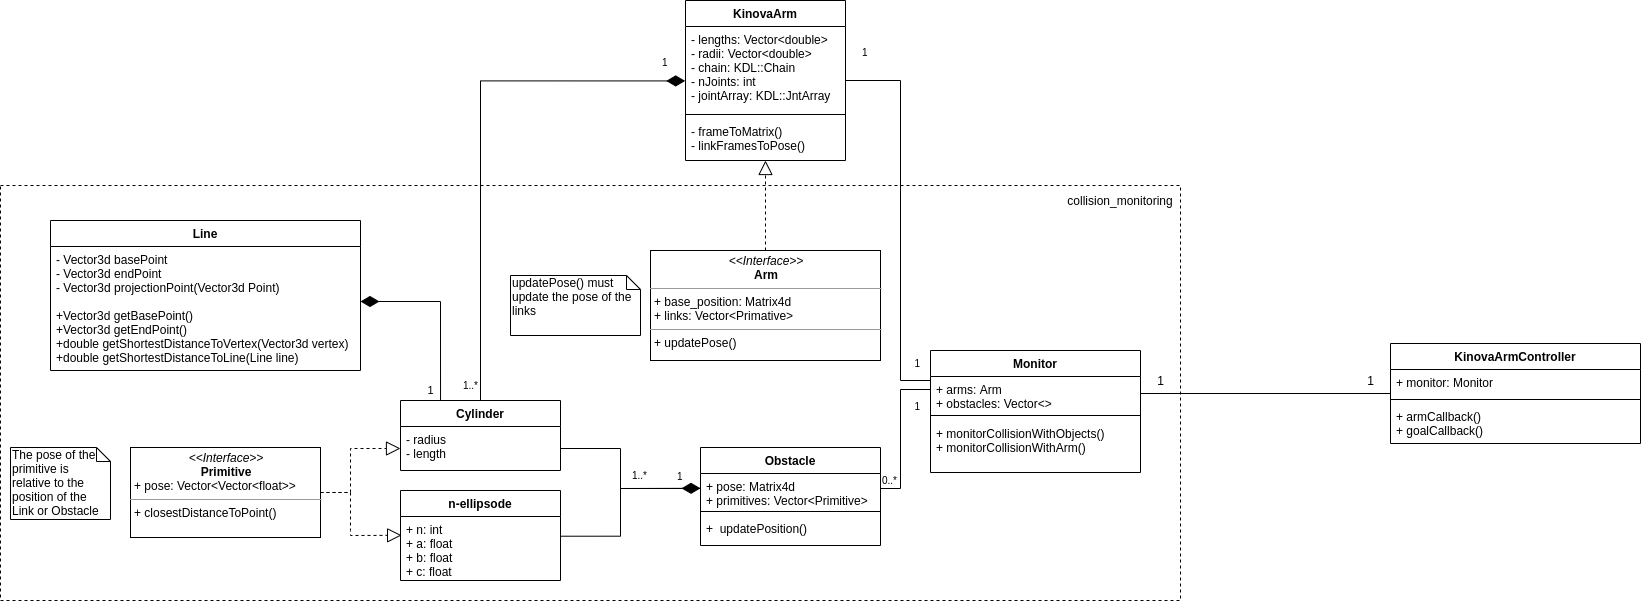 KinovaArm
- lengths: Vector<double>
- radii: Vector<double>
- chain: KDL::Chain
- nJoints: int
- jointArray: KDL::JntArray
- frameToMatrix()
- linkFramesToPose()
1
1
collision_monitoring
Line
- Vector3d basePoint
- Vector3d endPoint
- Vector3d projectionPoint(Vector3d Point)
+Vector3d getBasePoint()
+Vector3d getEndPoint()
+double getShortestDistanceToVertex(Vector3d vertex)
+double getShortestDistanceToLine(Line line)
updatePose() must
update the pose of the
links
<<Interface>>
Arm
+ base_position: Matrix4d
+ links: Vector<Primative>
+ updatePose()
1
1..*
Cylinder
- radius
- length
The pose of the
primitive is
relative to the
position of the
Link or Obstacle
<<Interface>>
Primitive
+ pose: Vector<Vector<float>>
+ closestDistanceToPoint()
n-ellipsode
+ n: int
+ a: float
+ b: float
+ c: float
1..*
1
Obstacle
+ pose: Matrix4d
+ primitives: Vector<Primitive>
+  updatePosition()
0..*
1
1
Monitor
+ arms: Arm
+ obstacles: Vector<>
+ monitorCollisionWithObjects()
+ monitorCollisionWithArm()
1
1
KinovaArmController
+ monitor: Monitor
+ armCallback()
+ goalCallback()